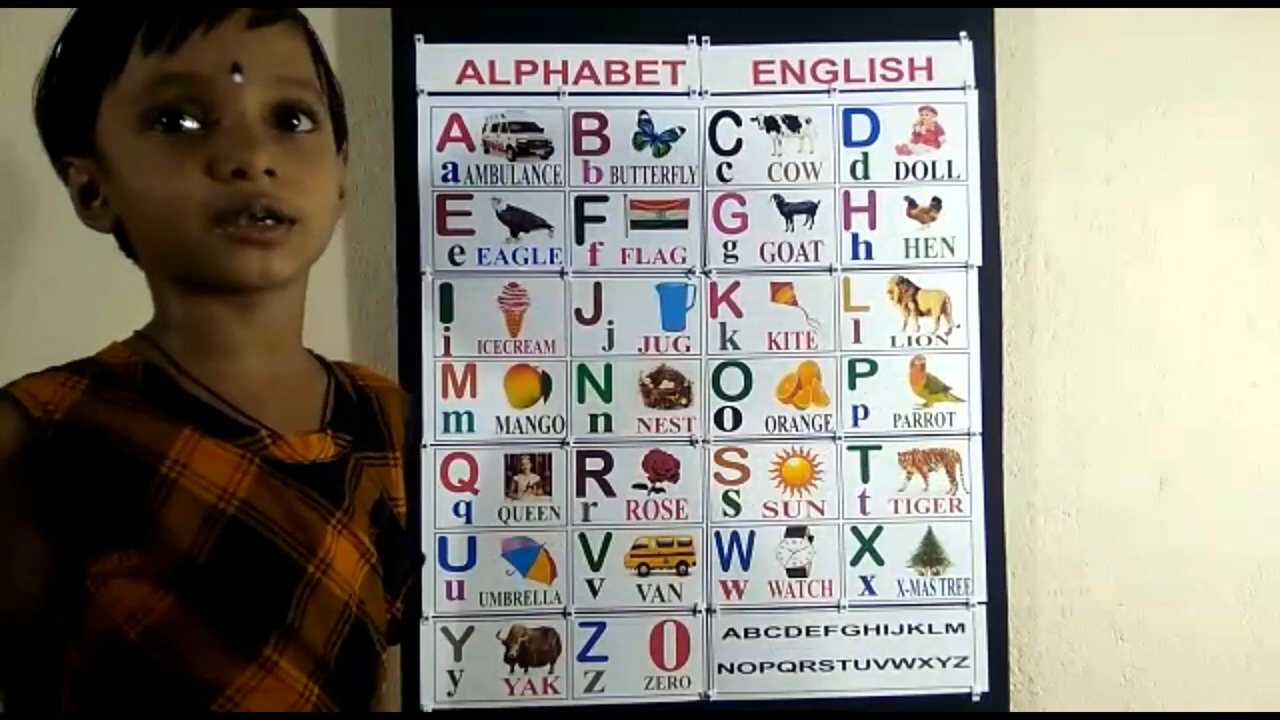 ALPHABET ENGLISH
A B C D
a AMBULANCE b BUTTERFLY c COW d DOLL
E F G H
e EAGLE f FLAG g GOAT h HEN
I J K L
i ICECREAM j JUG k KITE l LION
M N O P
m MANGO n NEST o ORANGE p PARROT
Q R S T
q QUEEN r ROSE s SUN t TIGER
U V W X
u UMBRELLA v VAN w WATCH x X-MAS TREE
Y Z 0
y YAK z ZERO
ABCDEFGHIJKLM
NOPQRSTUVWXYZ